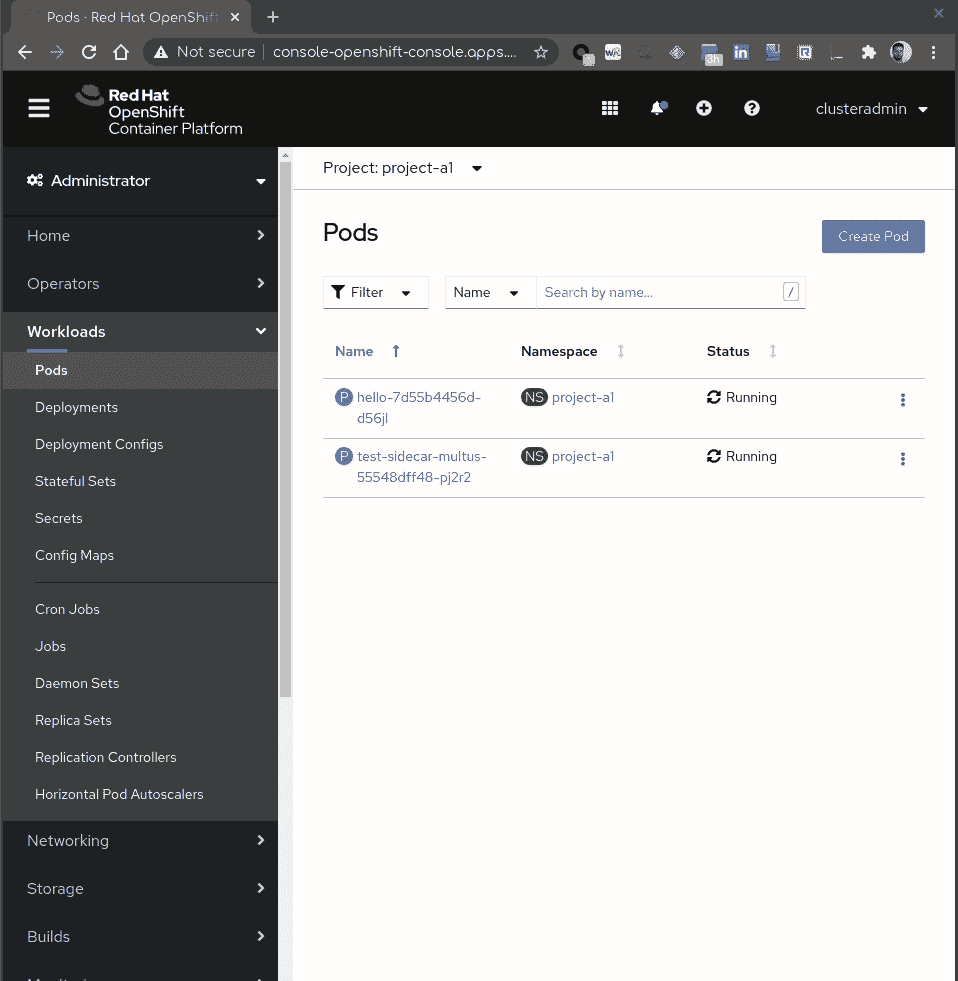 Pods · Red Hat OpenShift
Not secure
console-openshift-console.apps....
3h
in
Red Hat
OpenShift
Container Platform
clusteradmin
Administrator
Project: project-a1
Home
Operators
Workloads
Pods
Deployments
Deployment Configs
Stateful Sets
Secrets
Config Maps
Cron Jobs
Jobs
Daemon Sets
Replica Sets
Replication Controllers
Horizontal Pod Autoscalers
Networking
Storage
Builds
Pods
Create Pod
Filter
Name
Search by name...
/
Name
Namespace
Status
P hello-7d55b4456d-
d56jl
NS project-a1
Running
P test-sidecar-multus-
55548dff48-pj2r2
NS project-a1
Running